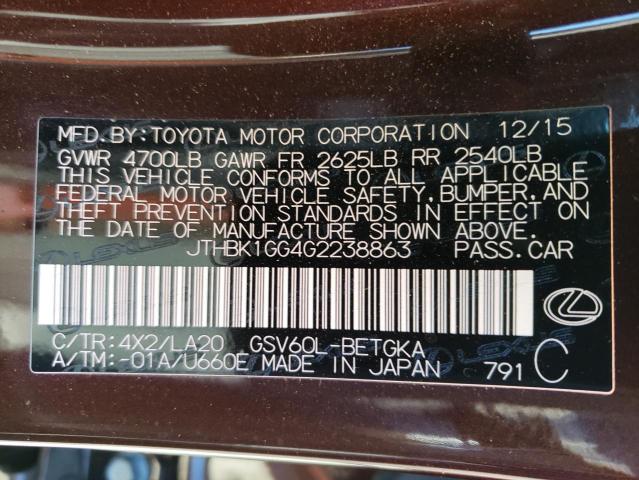 MFD.BY:TOYOTA MOTOR CORPORATION 12/15
GVWR 4700LB GAWR FR 2625LB RR 2540LB
THIS VEHICLE CONFORMS TO ALL APPLICABLE
FEDERAL MOTOR VEHICLE SAFETY,BUMPER,AND
THEFT PREVENTION STANDARDS IN EFFECT ON
THE DATE OF MANUFACTURE SHOWN ABOVE.
JTHBK1GG4G2238863 PASS.CAR
C/TR:4X2/LA20 GSV60L-BETGKA
A/TM:-01A/U660E MADE IN JAPAN 791 C